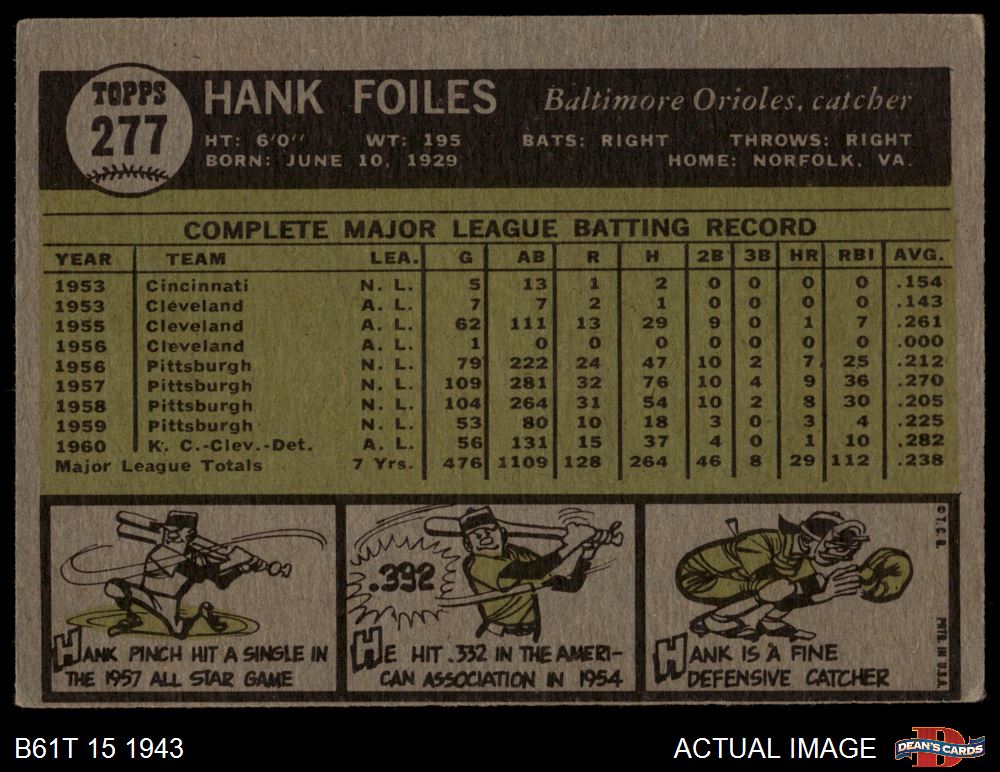 TOPPS
277
HANK FOILES Baltimore Orioles, catcher
HT: 6'0" WT: 195 BATS: RIGHT THROWS: RIGHT
BORN: JUNE 10, 1929 HOME: NORFOLK, VA.
COMPLETE MAJOR LEAGUE BATTING RECORD
YEAR TEAM LEA. G AB R H 2B 3B HR RBI AVG.
1953 Cincinnati N. L. 5 13 1 2 0 0 0 0 .154
1953 Cleveland A. L. 7 7 2 1 0 0 0 0 .143
1955 Cleveland A. L. 62 111 13 29 9 0 1 7 .261
1956 Cleveland A. L. 1 0 0 0 0 0 0 0 .000
1956 Pittsburgh N. L. 79 222 24 47 10 2 7 25 .212
1957 Pittsburgh N. L. 109 281 32 76 10 4 9 36 .270
1958 Pittsburgh N. L. 104 264 31 54 10 2 8 30 .205
1959 Pittsburgh N. L. 53 80 10 18 3 0 3 4 .225
1960 K. C.-Clev.-Det. A. L. 56 131 15 37 4 0 1 10 .282
Major League Totals 7 Yrs. 476 1109 128 264 46 8 29 112 .238
HANK PINCH HIT A SINGLE IN
THE 1957 ALL STAR GAME
.332
HE HIT .332 IN THE AMERI-
CAN ASSOCIATION IN 1954
HANK IS A FINE
DEFENSIVE CATCHER
© T.C.G. PRTD. IN U.S.A.
B61T 15 1943 ACTUAL IMAGE
D
DEAN'S CARDS